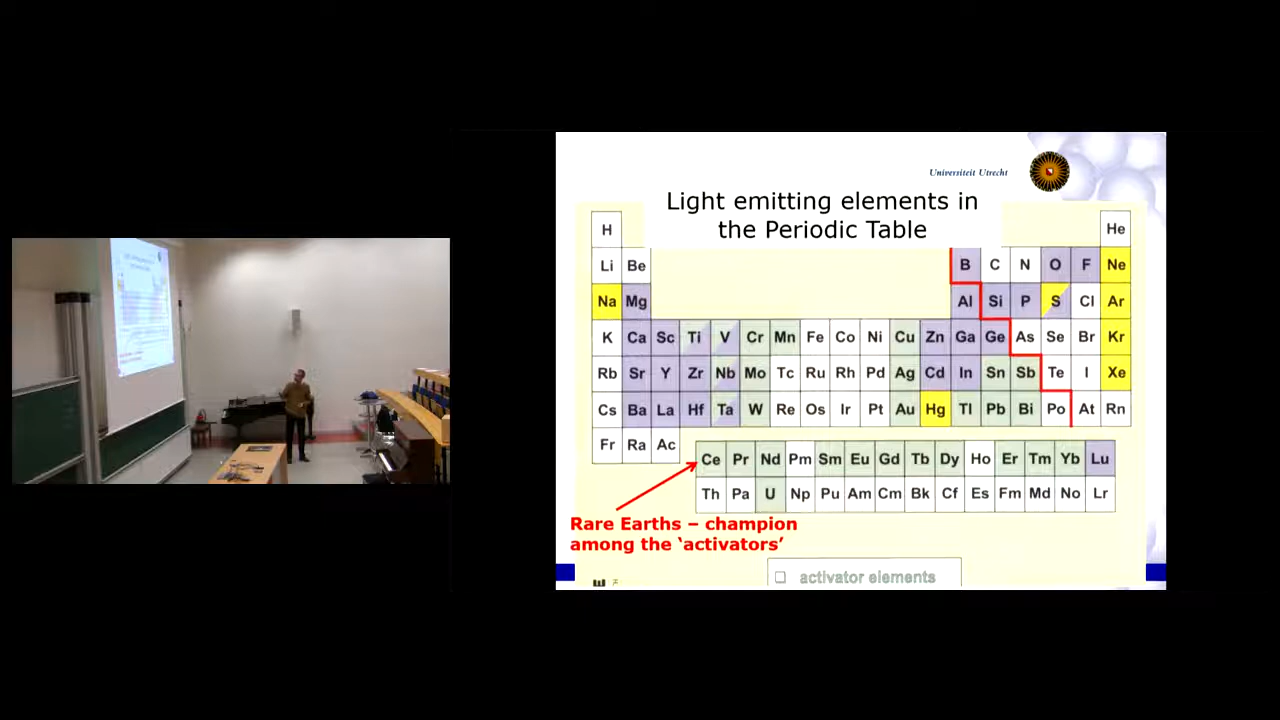 Universiteit Utrecht
Light emitting elements in
the Periodic Table
H He
Li Be B C N O F Ne
Na Mg Al Si P S Cl Ar
K Ca Sc Ti V Cr Mn Fe Co Ni Cu Zn Ga Ge As Se Br Kr
Rb Sr Y Zr Nb Mo Tc Ru Rh Pd Ag Cd In Sn Sb Te I Xe
Cs Ba La Hf Ta W Re Os Ir Pt Au Hg Tl Pb Bi Po At Rn
Fr Ra Ac
Ce Pr Nd Pm Sm Eu Gd Tb Dy Ho Er Tm Yb Lu
Th Pa U Np Pu Am Cm Bk Cf Es Fm Md No Lr
Rare Earths – champion
among the ‘activators’
activator elements